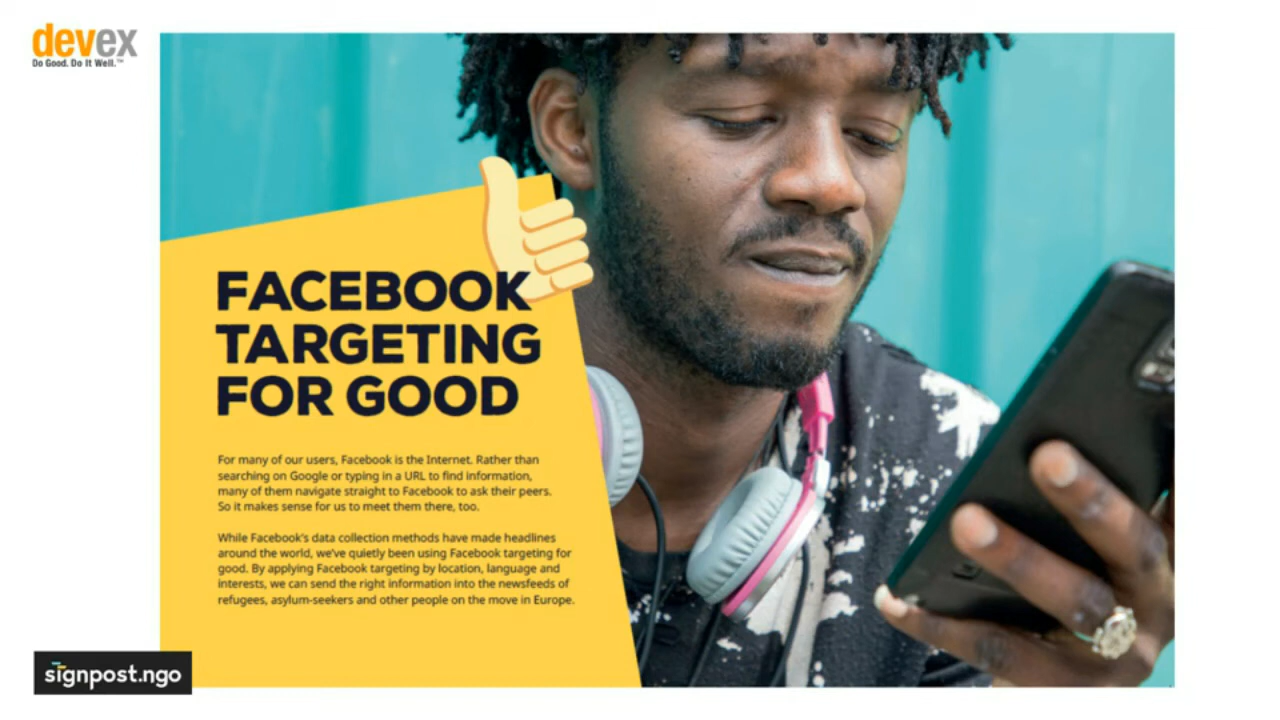 devex
Do Good. Do It Well.™
FACEBOOK
TARGETING
FOR GOOD
For many of our users, Facebook is the Internet. Rather than
searching on Google or typing in a URL to find information,
many of them navigate straight to Facebook to ask their peers.
So it makes sense for us to meet them there, too.
While Facebook's data collection methods have made headlines
around the world, we've quietly been using Facebook targeting for
good. By applying Facebook targeting by location, language and
interests, we can send the right information into the newsfeeds of
refugees, asylum-seekers and other people on the move in Europe.
signpost.ngo